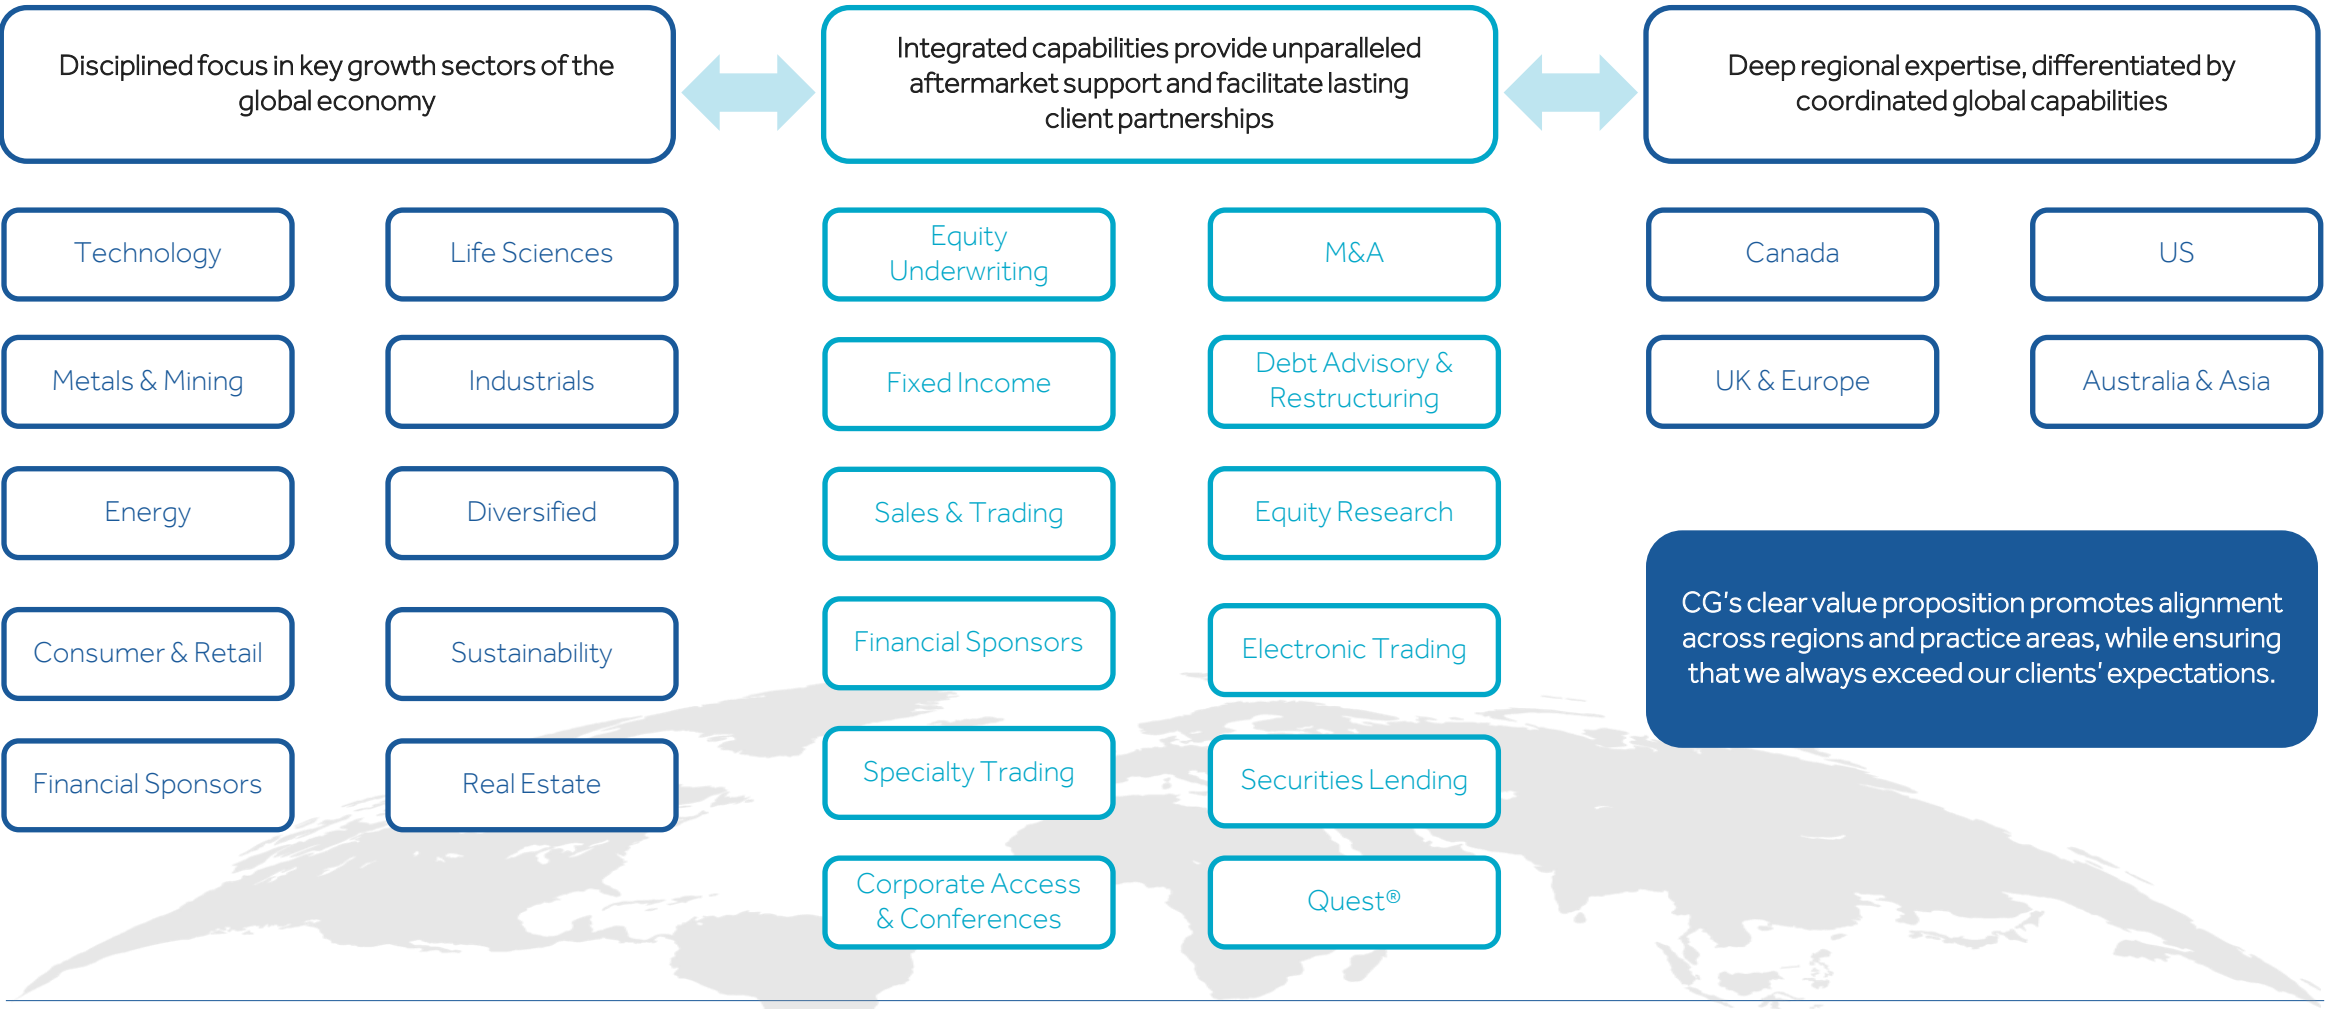 Disciplined focus in key growth sectors of the
global economy
Integrated capabilities provide unparalleled
aftermarket support and facilitate lasting
client partnerships
Deep regional expertise, differentiated by
coordinated global capabilities
Technology
Life Sciences
Metals & Mining
Industrials
Energy
Diversified
Consumer & Retail
Sustainability
Financial Sponsors
Real Estate
Equity
Underwriting
M&A
Fixed Income
Debt Advisory &
Restructuring
Sales & Trading
Equity Research
Financial Sponsors
Electronic Trading
Specialty Trading
Securities Lending
Corporate Access
& Conferences
Quest®
Canada
US
UK & Europe
Australia & Asia
CG's clear value proposition promotes alignment
across regions and practice areas, while ensuring
that we always exceed our clients' expectations.